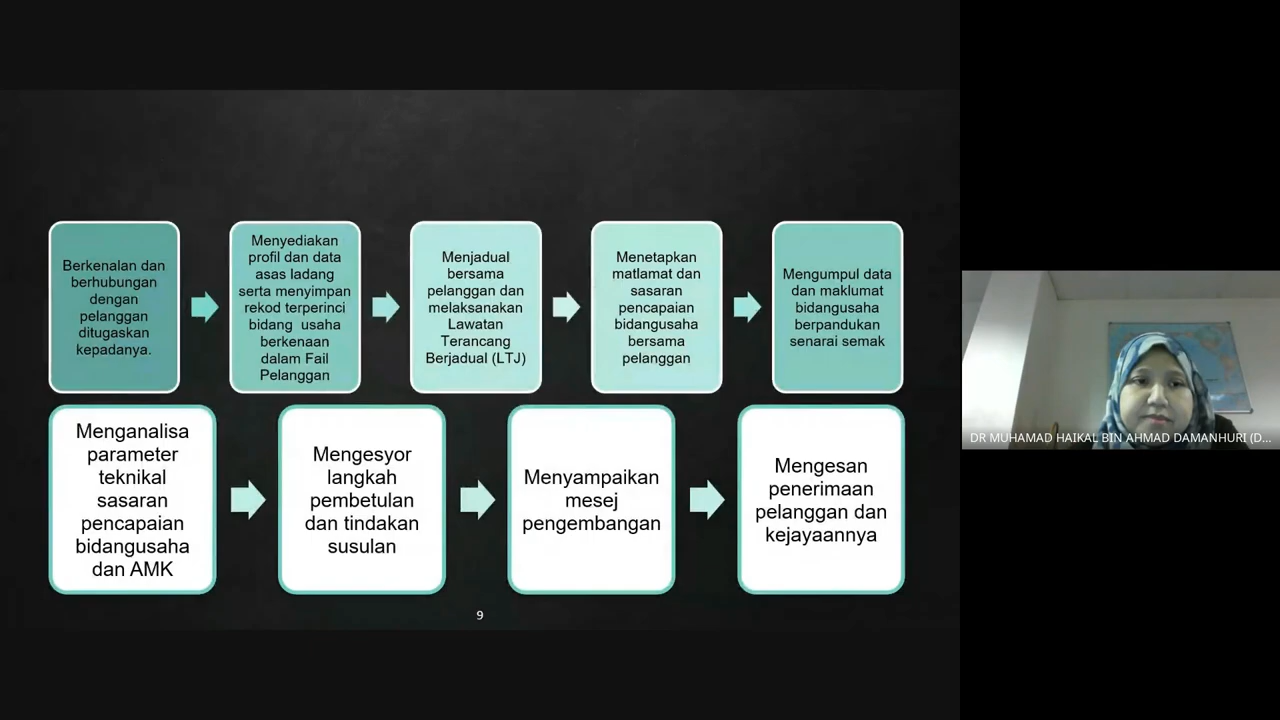 Berkenalan dan
berhubungan
dengan
pelanggan
ditugaskan
kepadanya.
Menyediakan
profil dan data
asas ladang
serta menyimpan
rekod terperinci
bidang usaha
berkenaan
dalam Fail
Pelanggan
Menjadual
bersama
pelanggan dan
melaksanakan
Lawatan
Terancang
Berjadual (LTJ)
Menetapkan
matlamat dan
sasaran
pencapaian
bidangusaha
bersama
pelanggan
Mengumpul data
dan maklumat
bidangusaha
berpandukan
senarai semak
Menganalisa
parameter
teknikal
sasaran
pencapaian
bidangusaha
dan AMK
Mengesyor
langkah
pembetulan
dan tindakan
susulan
Menyampaikan
mesej
pengembangan
Mengesan
penerimaan
pelanggan dan
kejayaannya
9
DR MUHAMAD HAIKAL BIN AHMAD DAMANHURI (D...